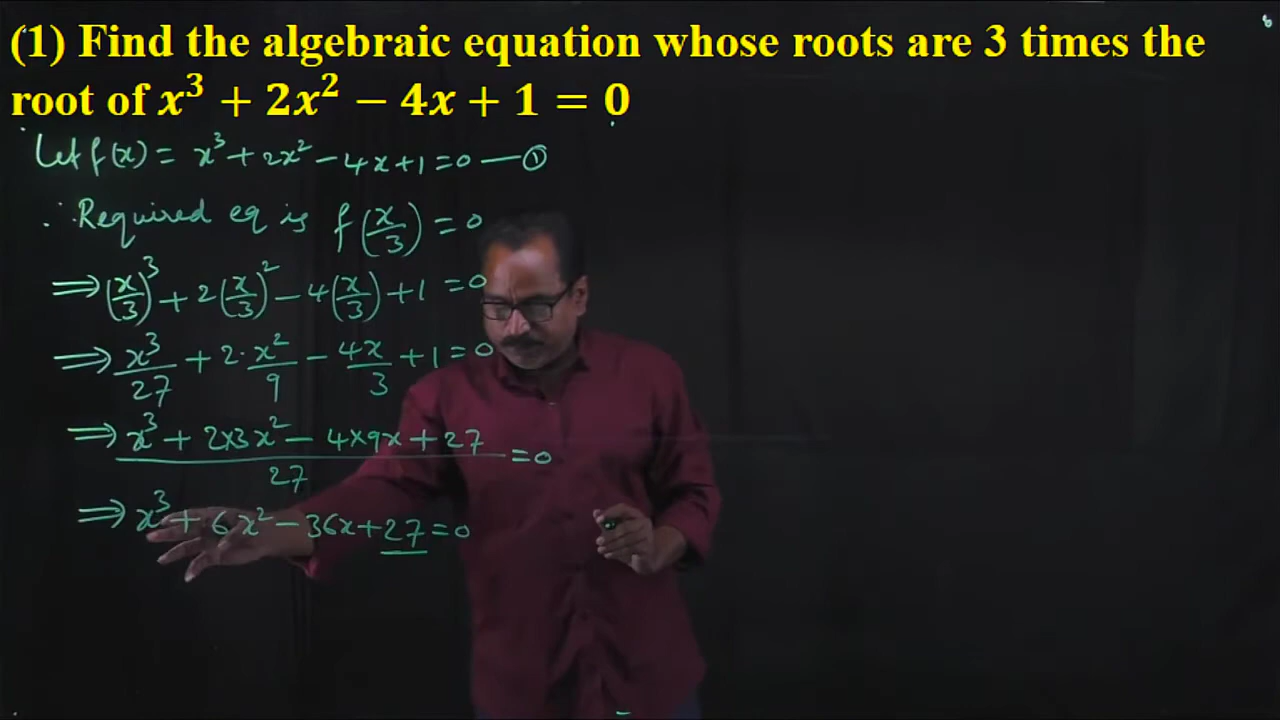 (1) Find the algebraic equation whose roots are 3 times the
root of x³ + 2x² − 4x + 1 = 0
Let f(x) = x³ + 2x² − 4x + 1 = 0 — ①
∴ Required eq is f(x/3) = 0
⟹ (x/3)³ + 2(x/3)² − 4(x/3) + 1 = 0
⟹ x³/27 + 2·x²/9 − 4x/3 + 1 = 0
⟹ (x³ + 2×3x² − 4×9x + 27)/27 = 0
⟹ x³ + 6x² − 36x + 27 = 0